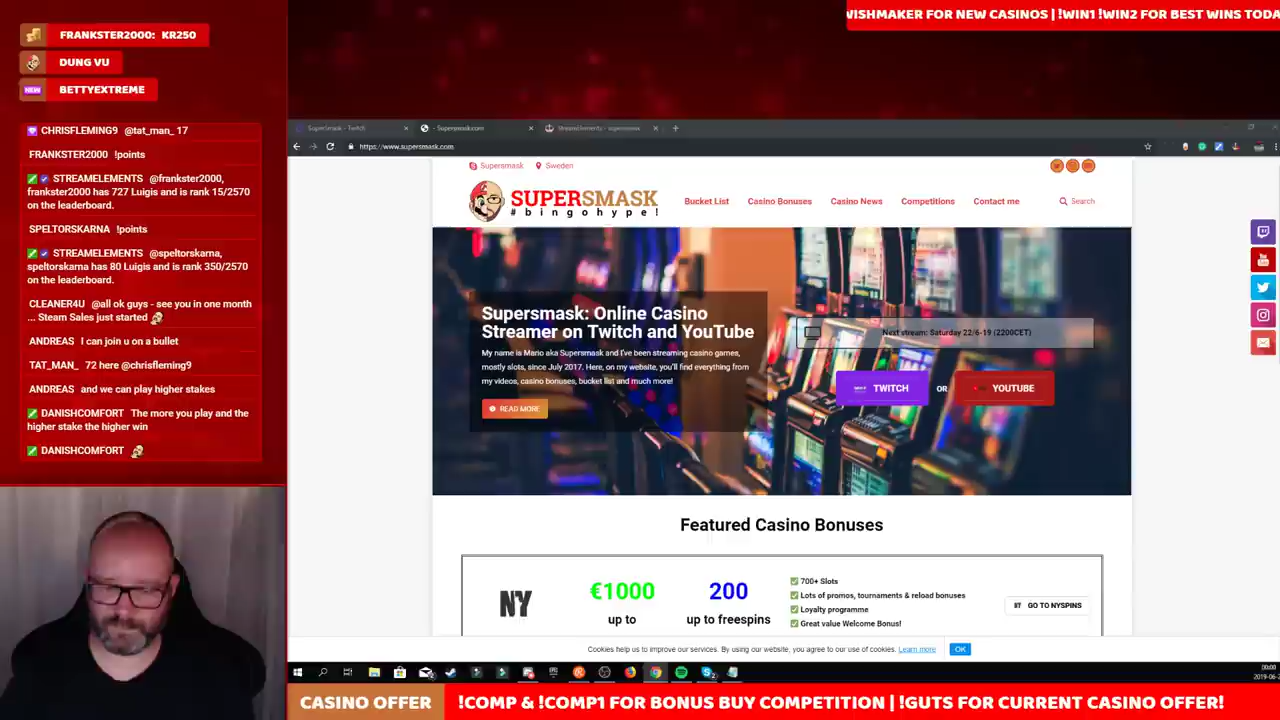 FRANKSTER2000: KR250
DUNG VU
NEW BETTYEXTREME
CHRISFLEMING9 @tat_man_ 17
FRANKSTER2000 !points
STREAMELEMENTS @frankster2000,
frankster2000 has 727 Luigis and is rank 15/2570
on the leaderboard.
SPELTORSKARNA !points
STREAMELEMENTS @speltorskarna,
speltorskarna has 80 Luigis and is rank 350/2570
on the leaderboard.
CLEANER4U @all ok guys - see you in one month
... Steam Sales just started
ANDREAS I can join u on a bullet
TAT_MAN_ 72 here @chrisfleming9
ANDREAS and we can play higher stakes
DANISHCOMFORT The more you play and the
higher stake the higher win
DANISHCOMFORT
WISHMAKER FOR NEW CASINOS | !WIN1 !WIN2 FOR BEST WINS TODA
SuperSmask - Twitch
- Supersmask.com
StreamElements - supersmask
https://www.supersmask.com
Supersmask
Sweden
SUPERSMASK
#bingohype!
Bucket List
Casino Bonuses
Casino News
Competitions
Contact me
Search
Supersmask: Online Casino
Streamer on Twitch and YouTube
My name is Mario aka Supersmask and I've been streaming casino games,
mostly slots, since July 2017. Here, on my website, you'll find everything from
my videos, casino bonuses, bucket list and much more!
READ MORE
Next stream: Saturday 22/6-19 (2200CET)
TWITCH
OR
YOUTUBE
Featured Casino Bonuses
NY
€1000
up to
200
up to freespins
700+ Slots
Lots of promos, tournaments & reload bonuses
Loyalty programme
Great value Welcome Bonus!
GO TO NYSPINS
Cookies help us to improve our services. By using our website, you agree to our use of cookies. Learn more
OK
00:00
2019-06-2
CASINO OFFER
!COMP & !COMP1 FOR BONUS BUY COMPETITION | !GUTS FOR CURRENT CASINO OFFER!